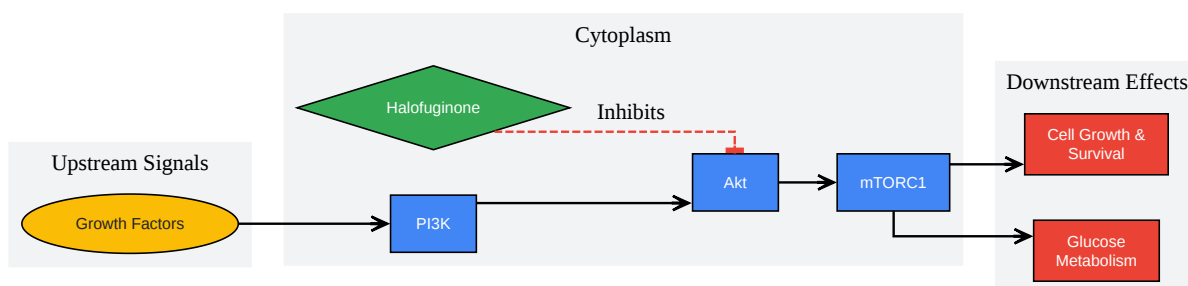 Cytoplasm
Downstream Effects
Halofuginone
Inhibits
Cell Growth &
Survival
Upstream Signals
Akt
mTORC1
Growth Factors
PI3K
Glucose
Metabolism